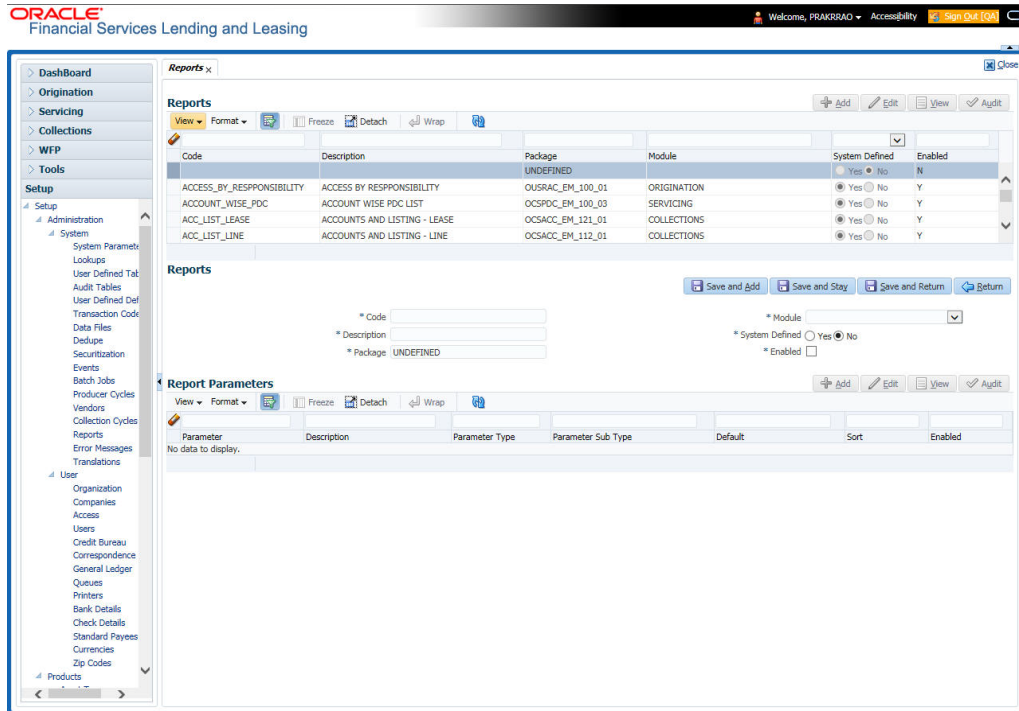 ORACLE
Financial Services Lending and Leasing
Welcome, PRAKRRAO Accessibility Sign Out [QA]
DashBoard
Origination
Servicing
Collections
WFP
Tools
Setup
Setup
Administration
System
System Paramete
Lookups
User Defined Tab
Audit Tables
User Defined Def
Transaction Code
Data Files
Dedupe
Securitization
Events
Batch Jobs
Producer Cycles
Vendors
Collection Cycles
Reports
Error Messages
Translations
User
Organization
Companies
Access
Users
Credit Bureau
Correspondence
General Ledger
Queues
Printers
Bank Details
Check Details
Standard Payees
Currencies
Zip Codes
Products
Reports Close
Reports Add Edit View Audit
View Format Freeze Detach Wrap
Code Description Package Module System Defined Enabled
UNDEFINED Yes No N
ACCESS_BY_RESPPONSIBILITY ACCESS BY RESPPONSIBILITY OUSRAC_EM_100_01 ORIGINATION Yes No Y
ACCOUNT_WISE_PDC ACCOUNT WISE PDC LIST OCSPDC_EM_100_03 SERVICING Yes No Y
ACC_LIST_LEASE ACCOUNTS AND LISTING - LEASE OCSACC_EM_121_01 COLLECTIONS Yes No Y
ACC_LIST_LINE ACCOUNTS AND LISTING - LINE OCSACC_EM_112_01 COLLECTIONS Yes No Y
Reports
Save and Add Save and Stay Save and Return Return
* Code * Module
* Description * System Defined Yes No
* Package UNDEFINED * Enabled
Report Parameters Add Edit View Audit
View Format Freeze Detach Wrap
Parameter Description Parameter Type Parameter Sub Type Default Sort Enabled
No data to display.